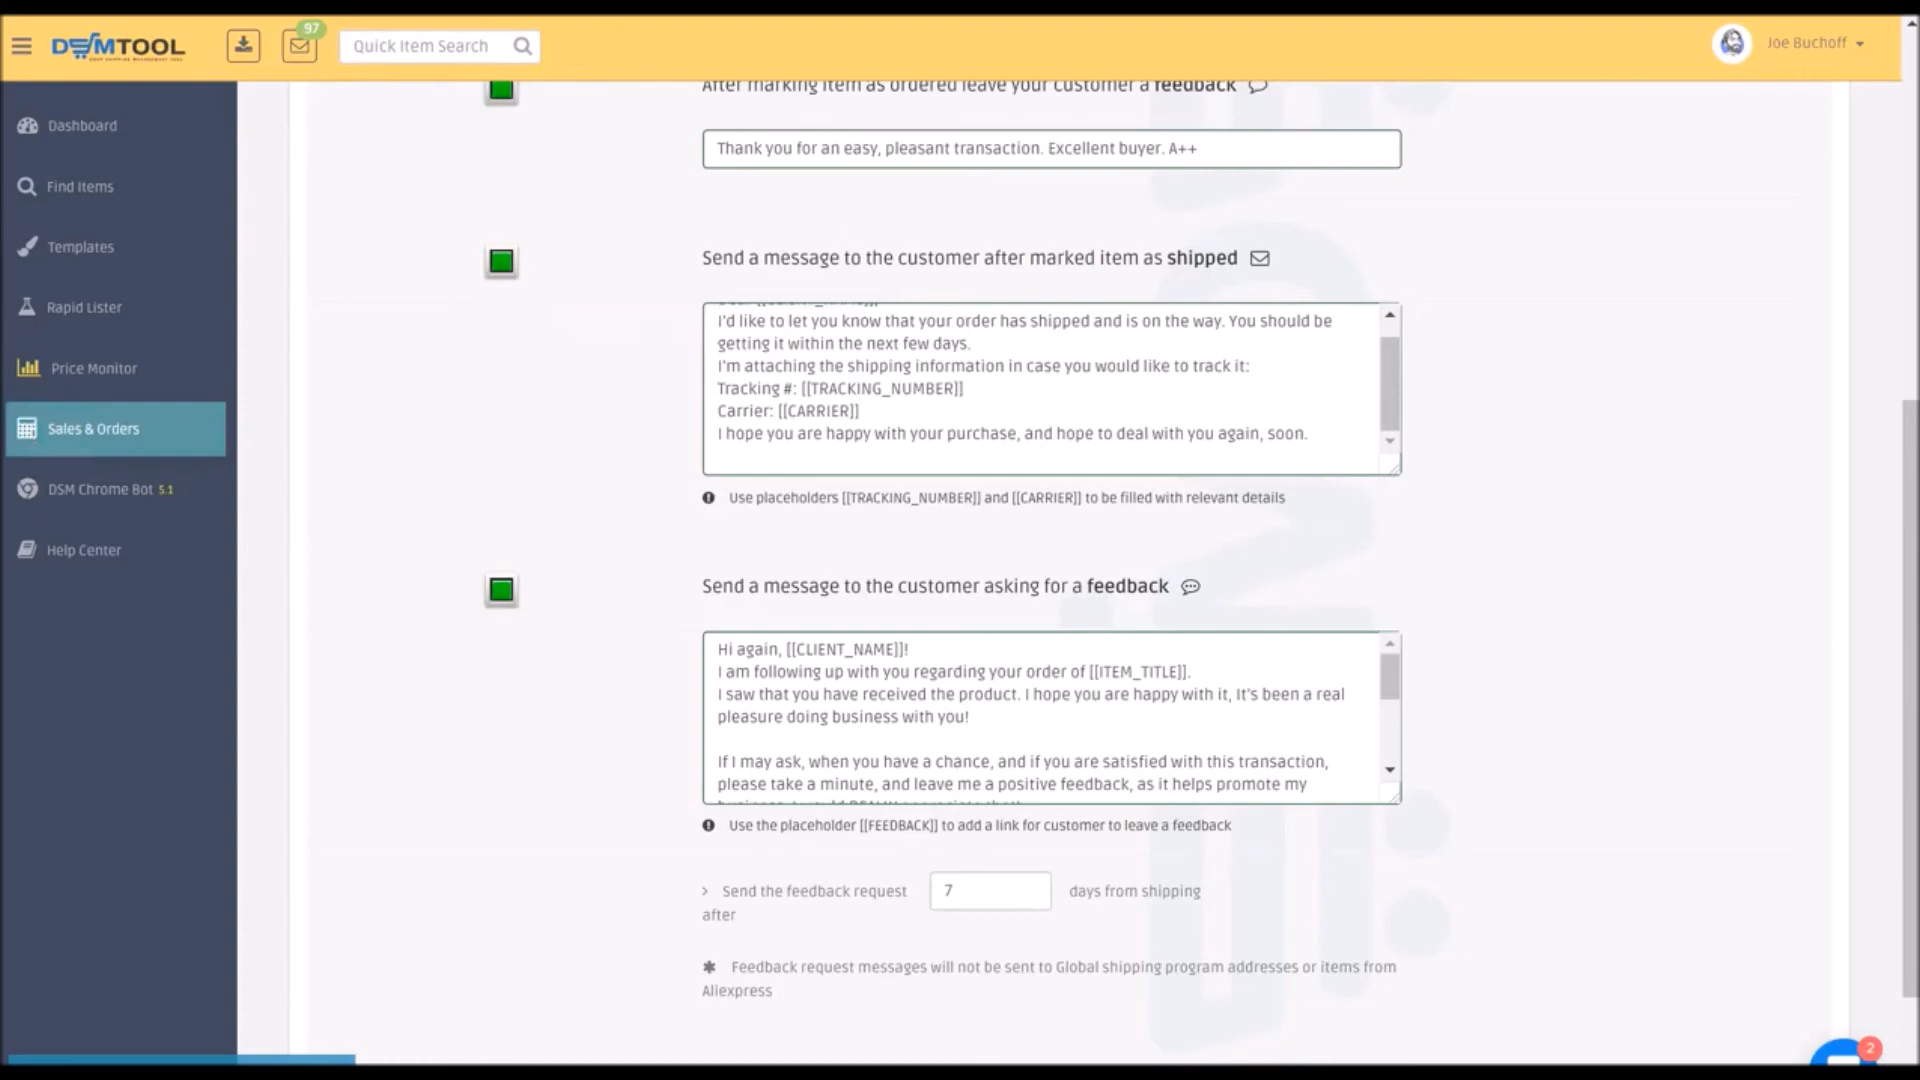 DSMTOOL
97
Quick Item Search
Joe Buchoff
Dashboard
Find Items
Templates
Rapid Lister
Price Monitor
Sales & Orders
DSM Chrome Bot 5.1
Help Center
After marking item as ordered leave your customer a feedback
Thank you for an easy, pleasant transaction. Excellent buyer. A++
Send a message to the customer after marked item as shipped
I'd like to let you know that your order has shipped and is on the way. You should be
getting it within the next few days.
I'm attaching the shipping information in case you would like to track it:
Tracking #: [[TRACKING_NUMBER]]
Carrier: [[CARRIER]]
I hope you are happy with your purchase, and hope to deal with you again, soon.
Use placeholders [[TRACKING_NUMBER]] and [[CARRIER]] to be filled with relevant details
Send a message to the customer asking for a feedback
Hi again, [[CLIENT_NAME]]!
I am following up with you regarding your order of [[ITEM_TITLE]].
I saw that you have received the product. I hope you are happy with it, It's been a real
pleasure doing business with you!
If I may ask, when you have a chance, and if you are satisfied with this transaction,
please take a minute, and leave me a positive feedback, as it helps promote my
Use the placeholder [[FEEDBACK]] to add a link for customer to leave a feedback
> Send the feedback request 7 days from shipping
after
* Feedback request messages will not be sent to Global shipping program addresses or items from
Aliexpress
2